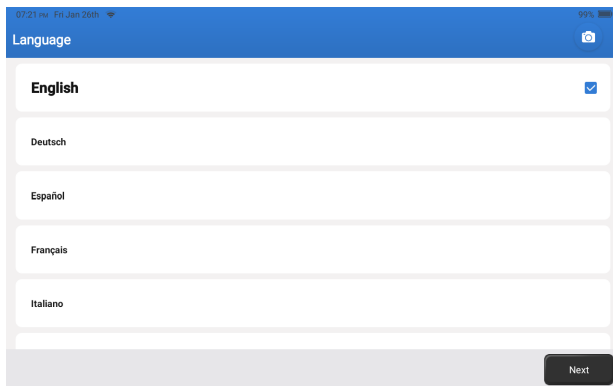 07:21 PM Fri Jan 26th 99%
Language
English
Deutsch
Español
Français
Italiano
Next